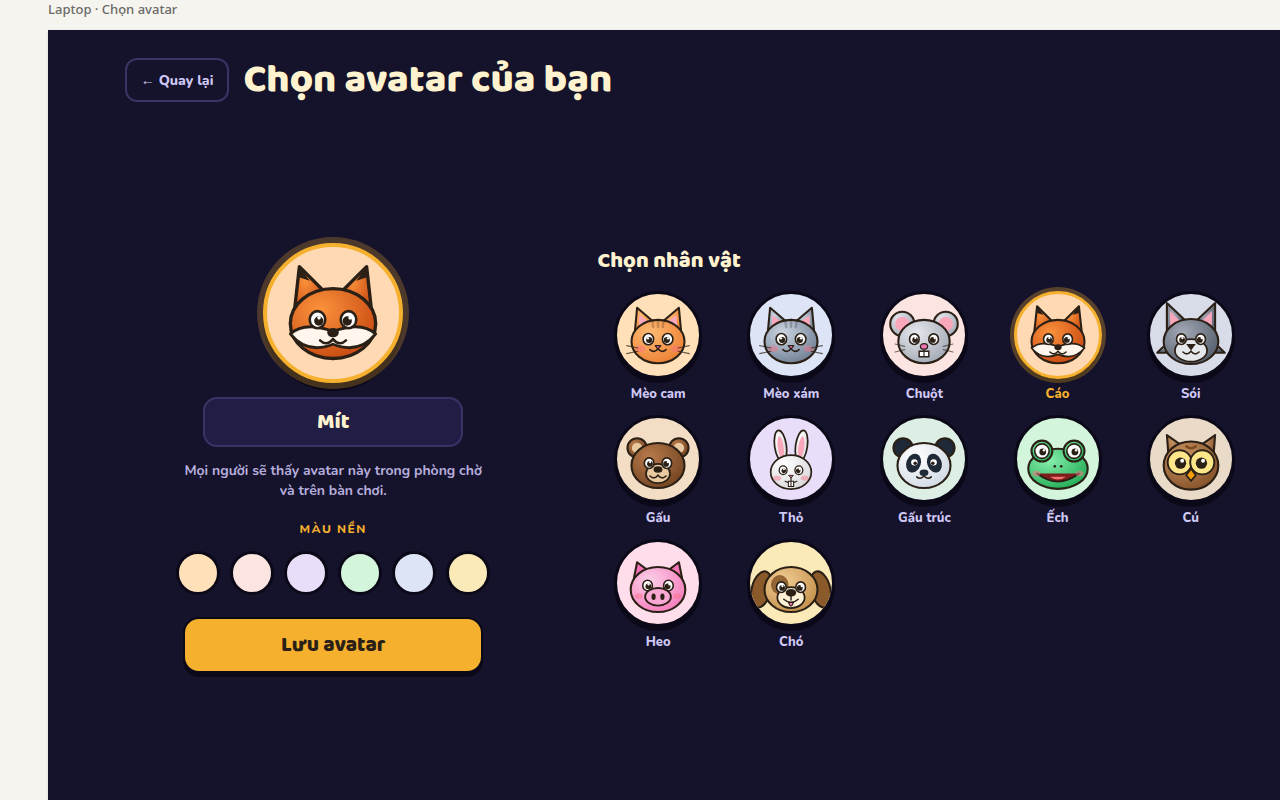 Laptop · Chọn avatar
← Quay lại
Chọn avatar của bạn
Mít
Mọi người sẽ thấy avatar này trong phòng chờ
và trên bàn chơi.
MÀU NỀN
Lưu avatar
Chọn nhân vật
Mèo cam
Mèo xám
Chuột
Cáo
Sói
Gấu
Thỏ
Gấu trúc
Ếch
Cú
Heo
Chó